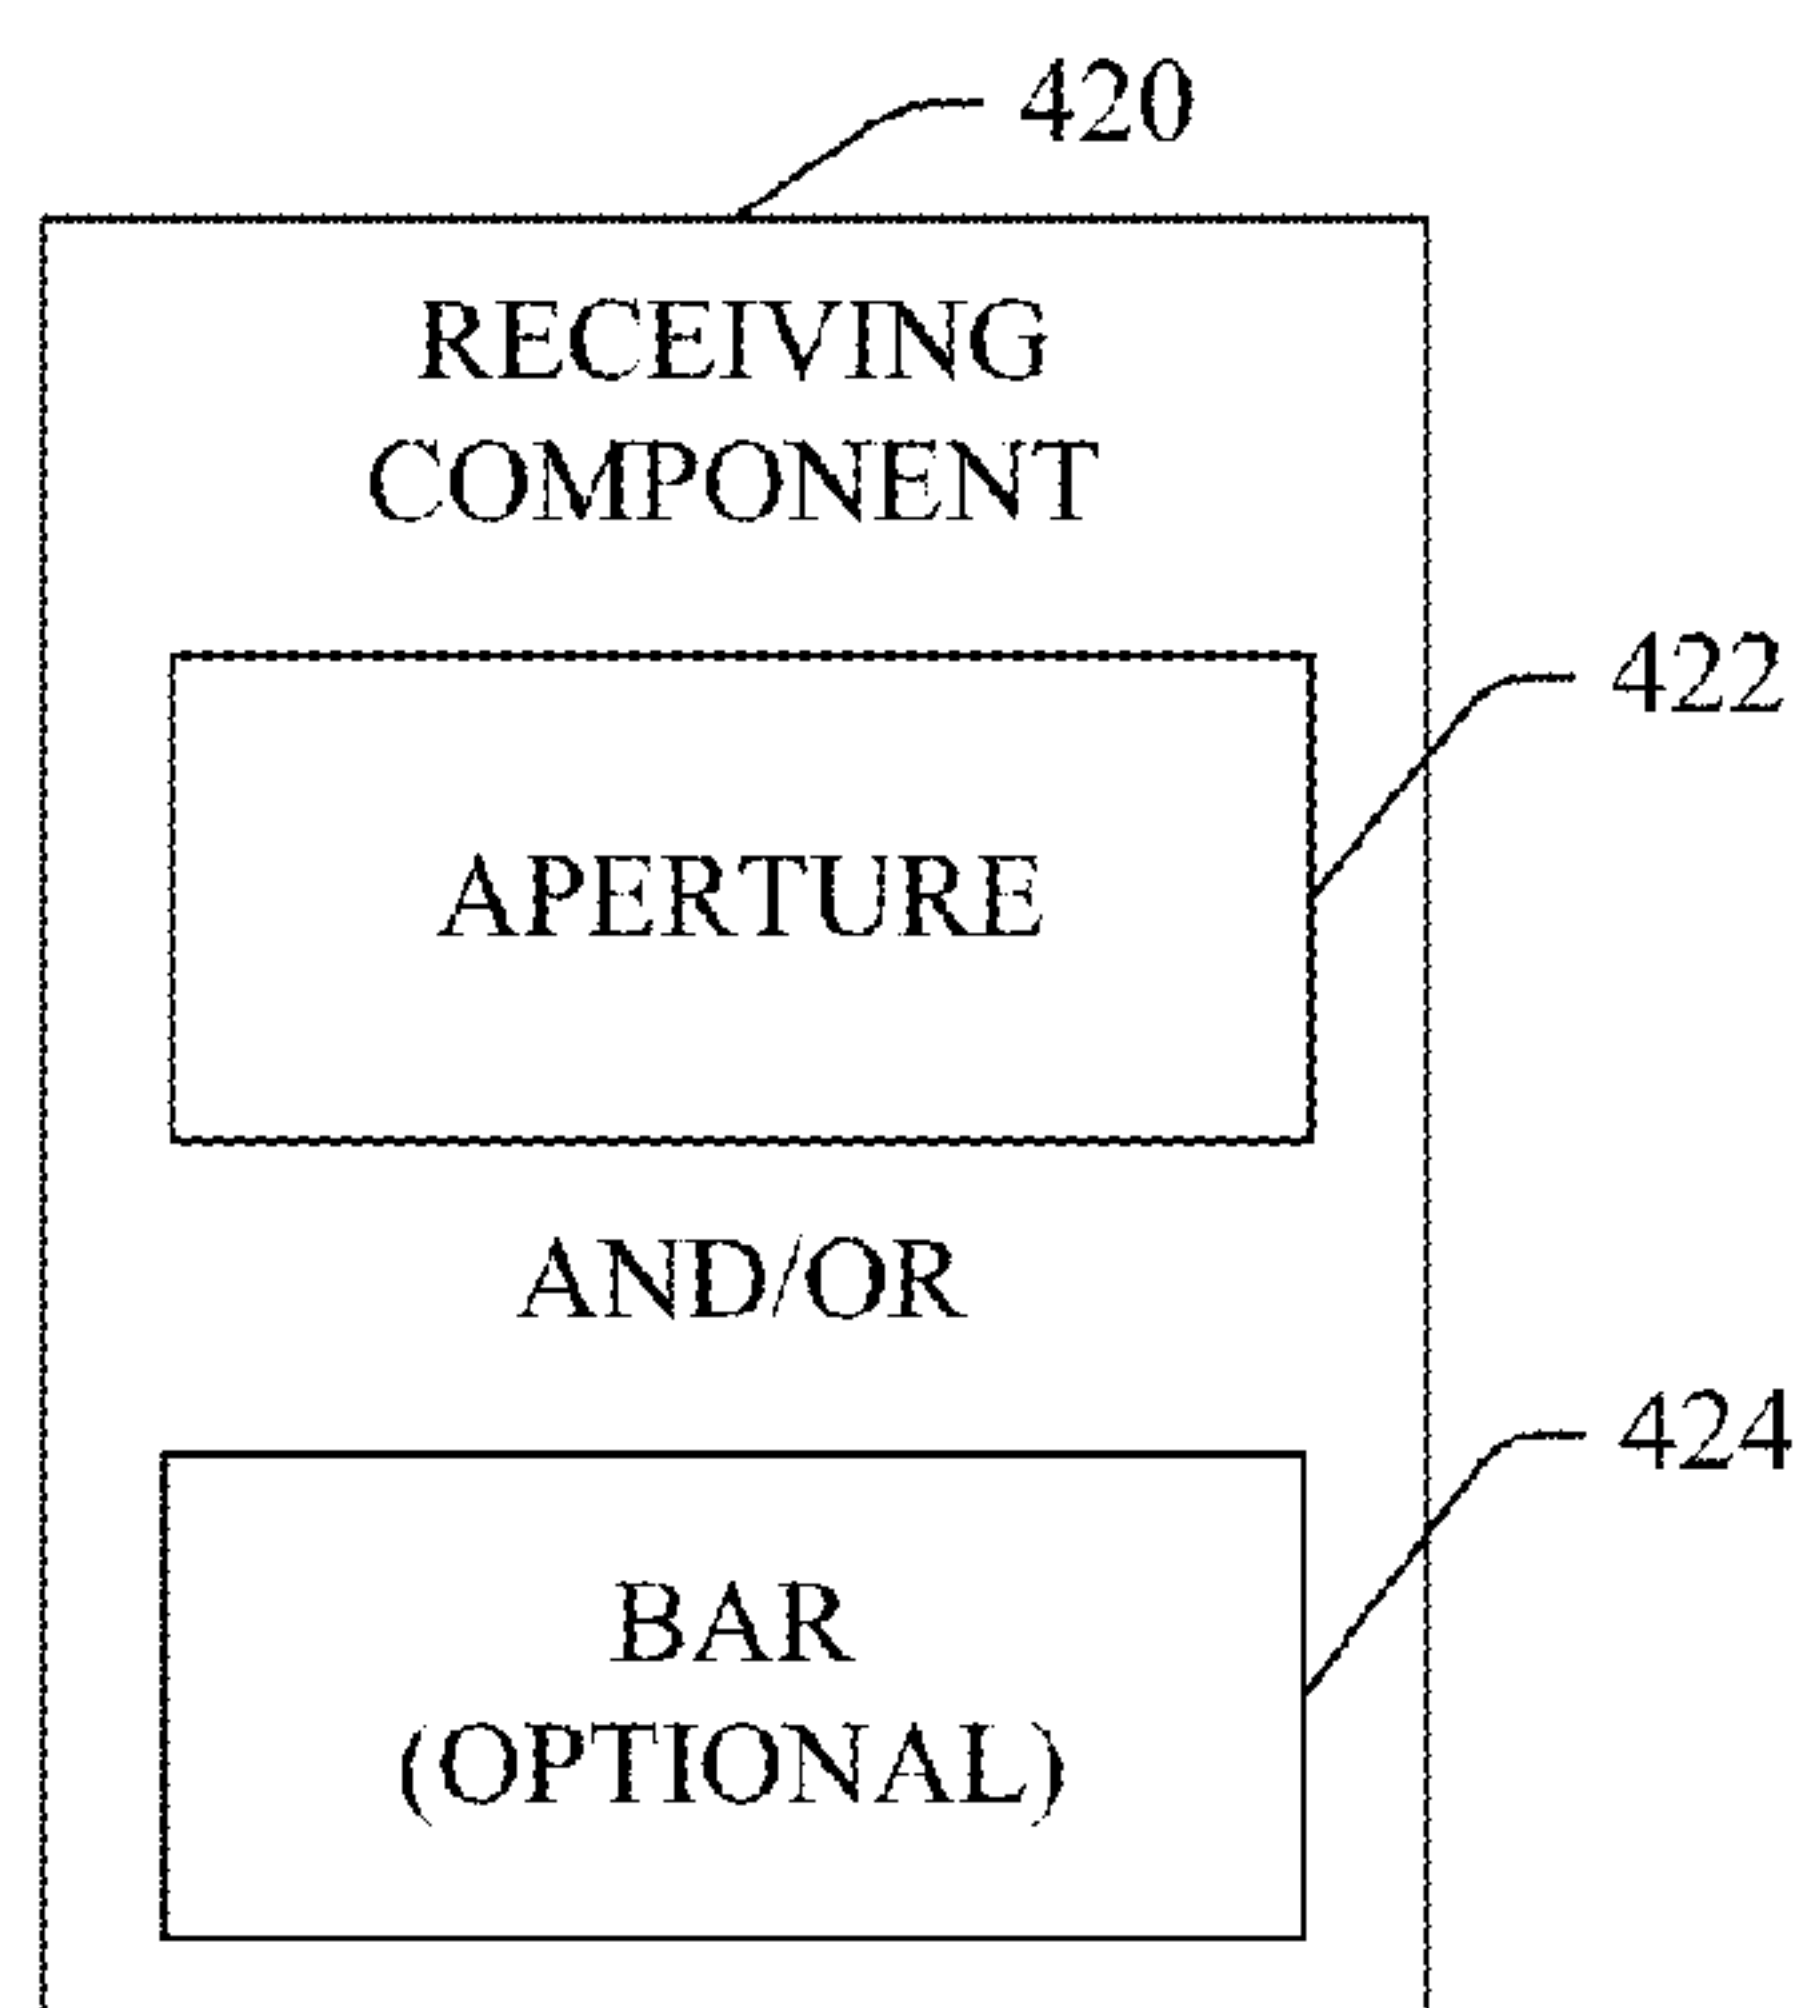 420
RECEIVING
COMPONENT
422
APERTURE
AND/OR
424
BAR
(OPTIONAL)